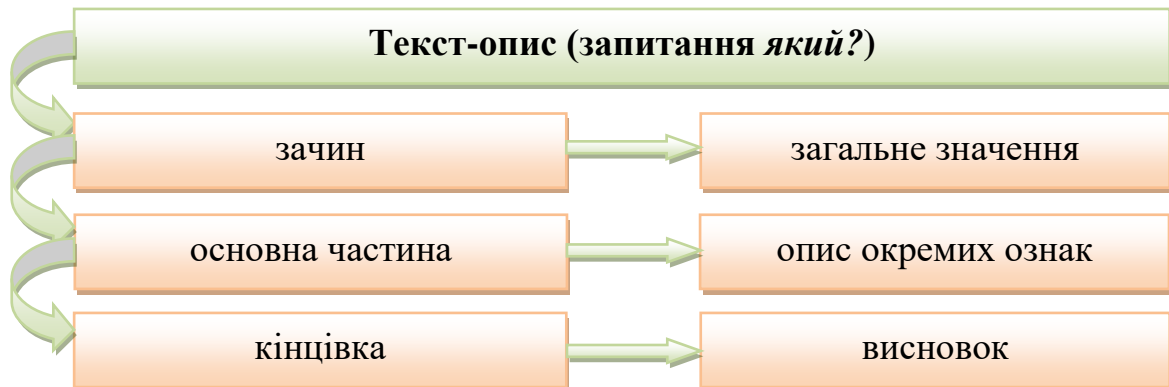 Текст-опис (запитання який?)
зачин
загальне значення
основна частина
опис окремих ознак
кінцівка
висновок